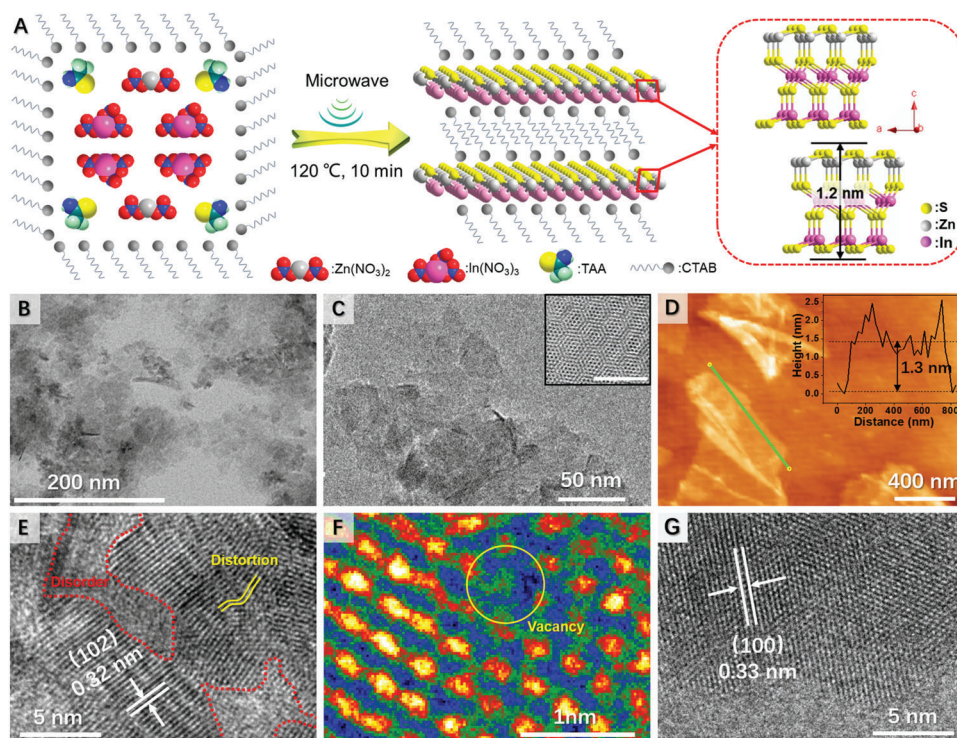 A
Microwave
120 ℃, 10 min
c
a
b
1.2 nm
:S
:Zn
:In
:Zn(NO₃)₂
:In(NO₃)₃
:TAA
:CTAB
B
200 nm
C
50 nm
D
Height (nm)
2.5
2.0
1.5
1.0
0.5
0.0
1.3 nm
0
200
400
600
800
Distance (nm)
400 nm
E
Disorder
Distortion
(102)
0.32 nm
5 nm
F
Vacancy
1nm
G
(100)
0.33 nm
5 nm